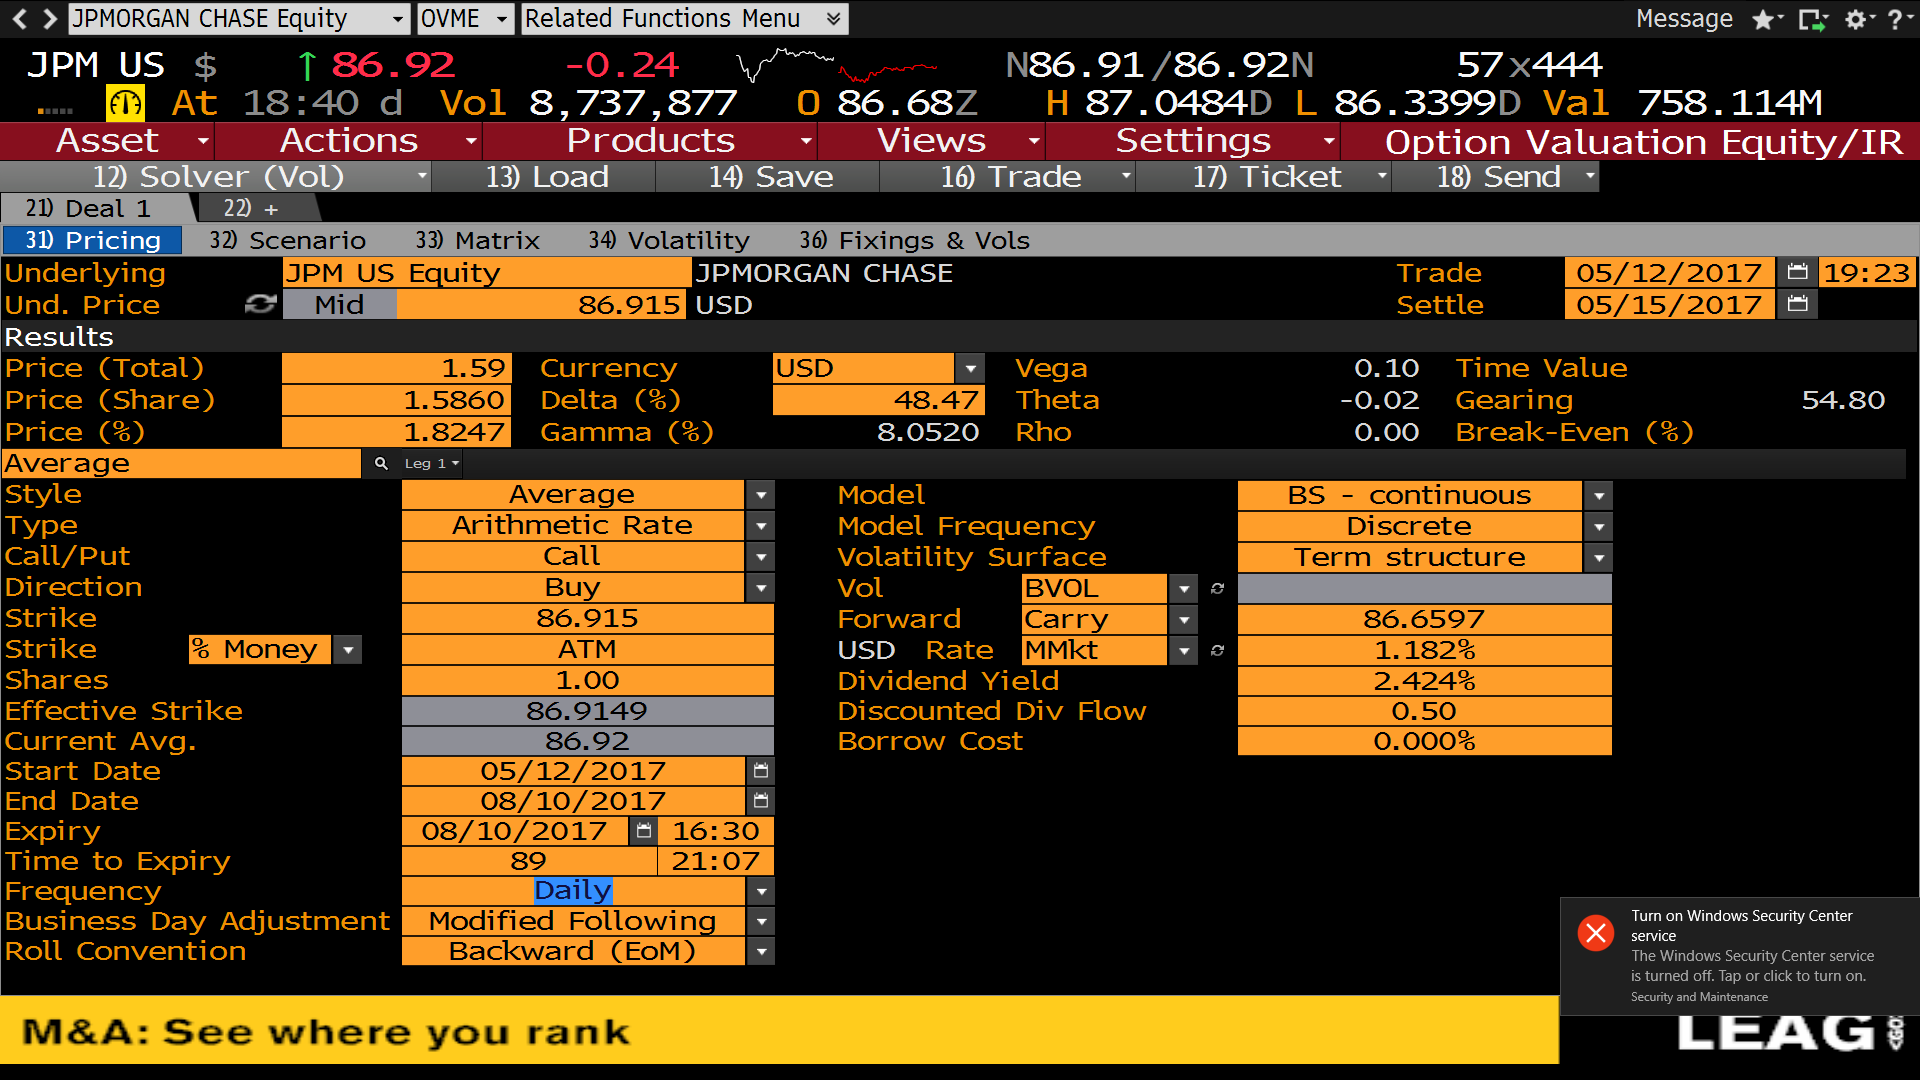 JPMORGAN CHASE Equity OVME Related Functions Menu Message
JPM US $ ↑ 86.92 -0.24 N86.91/86.92N 57x444
At 18:40 d Vol 8,737,877 O 86.68Z H 87.0484D L 86.3399D Val 758.114M
Asset Actions Products Views Settings Option Valuation Equity/IR
12) Solver (Vol) 13) Load 14) Save 16) Trade 17) Ticket 18) Send
21) Deal 1 22) +
31) Pricing 32) Scenario 33) Matrix 34) Volatility 36) Fixings & Vols
Underlying JPM US Equity JPMORGAN CHASE Trade 05/12/2017 19:23
Und. Price Mid 86.915 USD Settle 05/15/2017
Results
Price (Total) 1.59 Currency USD Vega 0.10 Time Value
Price (Share) 1.5860 Delta (%) 48.47 Theta -0.02 Gearing 54.80
Price (%) 1.8247 Gamma (%) 8.0520 Rho 0.00 Break-Even (%)
Average Leg 1
Style Average Model BS - continuous
Type Arithmetic Rate Model Frequency Discrete
Call/Put Call Volatility Surface Term structure
Direction Buy Vol BVOL
Strike 86.915 Forward Carry 86.6597
Strike % Money ATM USD Rate MMkt 1.182%
Shares 1.00 Dividend Yield 2.424%
Effective Strike 86.9149 Discounted Div Flow 0.50
Current Avg. 86.92 Borrow Cost 0.000%
Start Date 05/12/2017
End Date 08/10/2017
Expiry 08/10/2017 16:30
Time to Expiry 89 21:07
Frequency Daily
Business Day Adjustment Modified Following
Roll Convention Backward (EoM)
Turn on Windows Security Center
service
The Windows Security Center service
is turned off. Tap or click to turn on.
Security and Maintenance
M&A: See where you rank LEAG <GO>